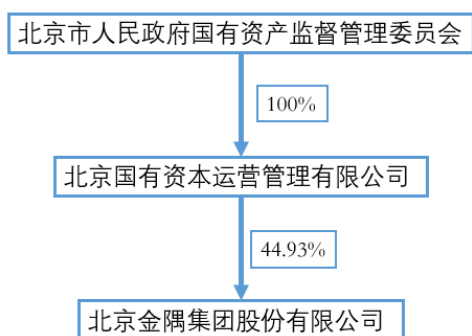 北京市人民政府国有资产监督管理委员会
100%
北京国有资本运营管理有限公司
44.93%
北京金隅集团股份有限公司